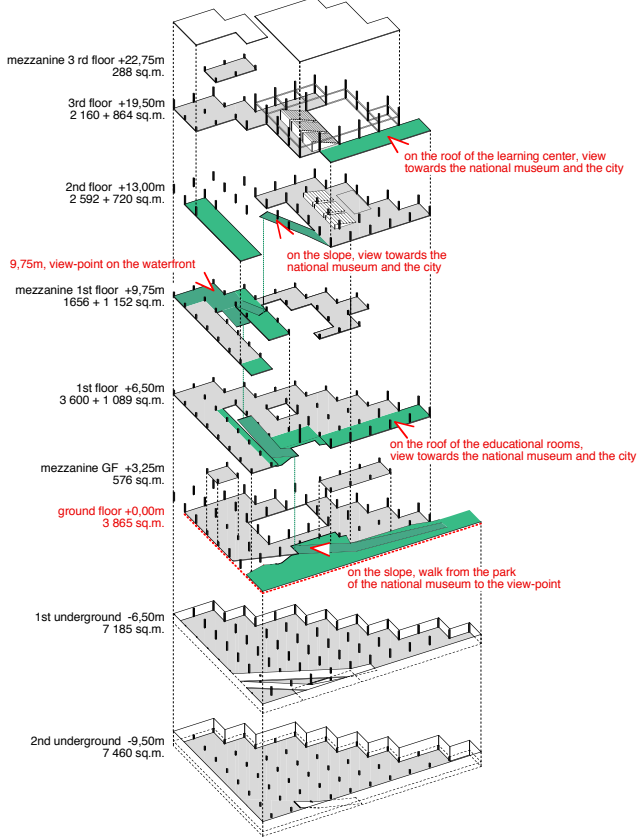 mezzanine 3 rd floor +22,75m
288 sq.m.
3rd floor +19,50m
2 160 + 864 sq.m.
on the roof of the learning center, view
towards the national museum and the city
2nd floor +13,00m
2 592 + 720 sq.m.
on the slope, view towards the
national museum and the city
9,75m, view-point on the waterfront
mezzanine 1st floor +9,75m
1656 + 1 152 sq.m.
1st floor +6,50m
3 600 + 1 089 sq.m.
on the roof of the educational rooms,
view towards the national museum and the city
mezzanine GF +3,25m
576 sq.m.
ground floor +0,00m
3 865 sq.m.
on the slope, walk from the park
of the national museum to the view-point
1st underground -6,50m
7 185 sq.m.
2nd underground -9,50m
7 460 sq.m.